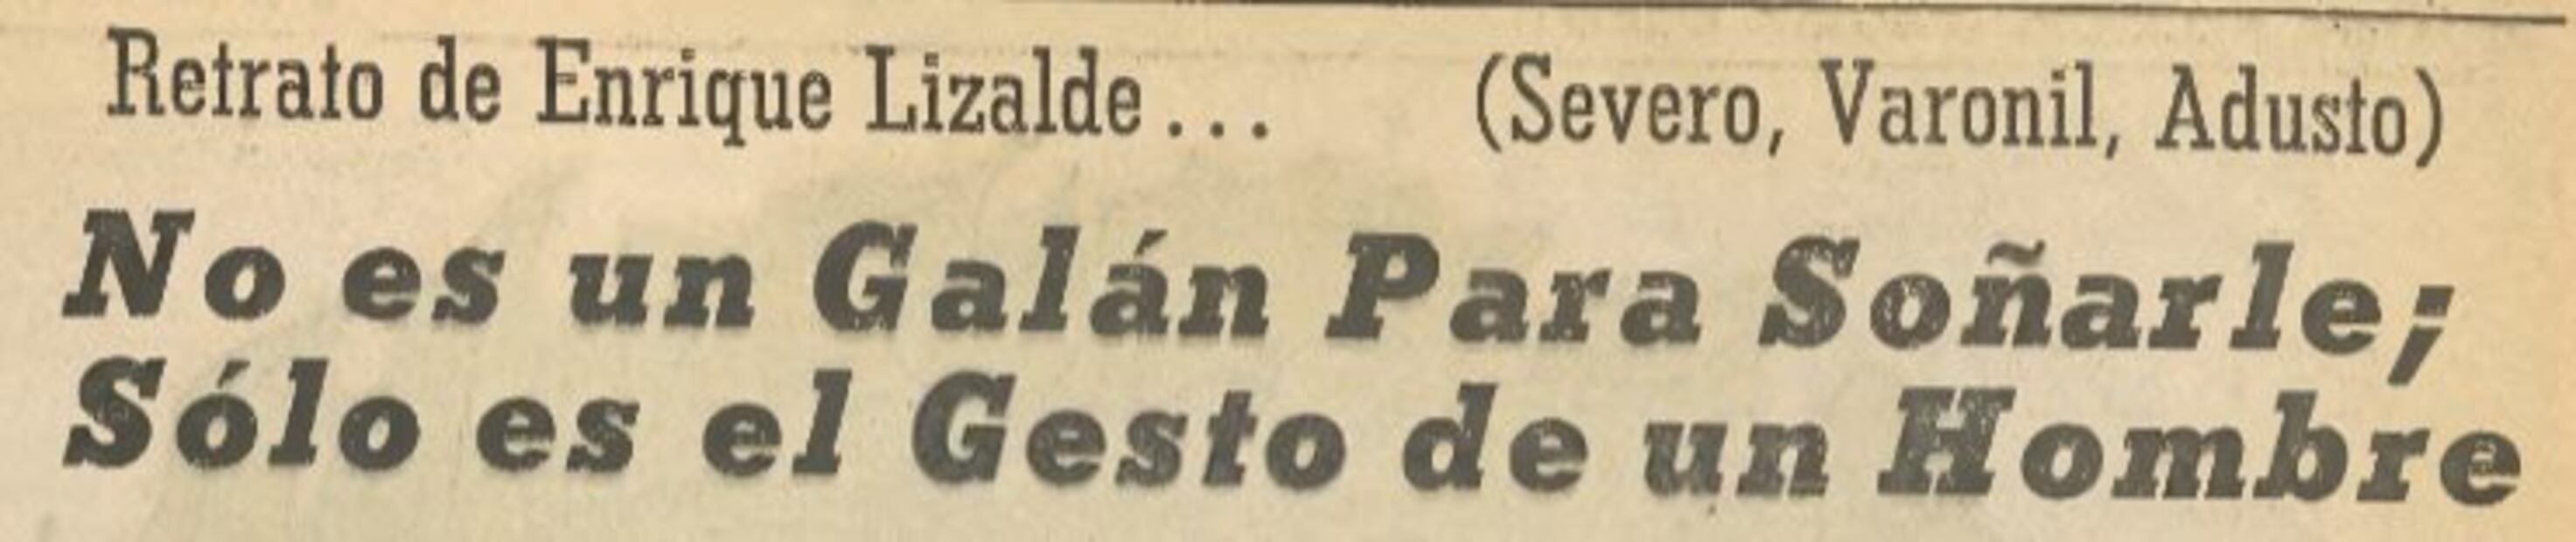 Retrato de Enrique Lizalde... (Severo, Varonil, Adusto)
No es un Galán Para Soñarle;
Sólo es el Gesto de un Hombre